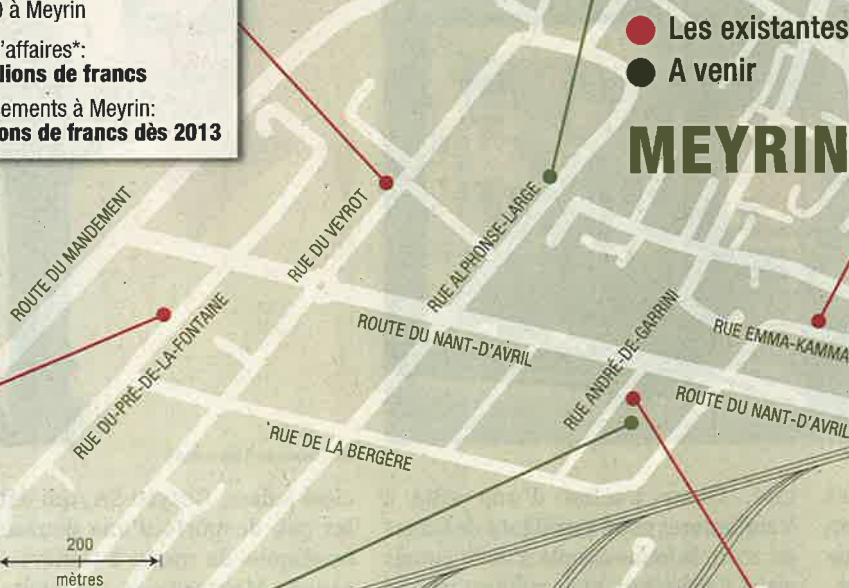 à Meyrin
d'affaires*:
lions de francs
sements à Meyrin:
ons de francs dès 2013
Les existantes
A venir
MEYRIN
ROUTE DU MANDEMENT
RUE DU VEYROT
RUE ALPHONSE-LARGE
RUE DU-PRÉ-DE-LA-FONTAINE
ROUTE DU NANT-D'AVRIL
RUE ANDRÉ-DE-GARRINI
RUE EMMA-KAMMA
ROUTE DU NANT-D'AVRIL
RUE DE LA BERGÈRE
200
mètres